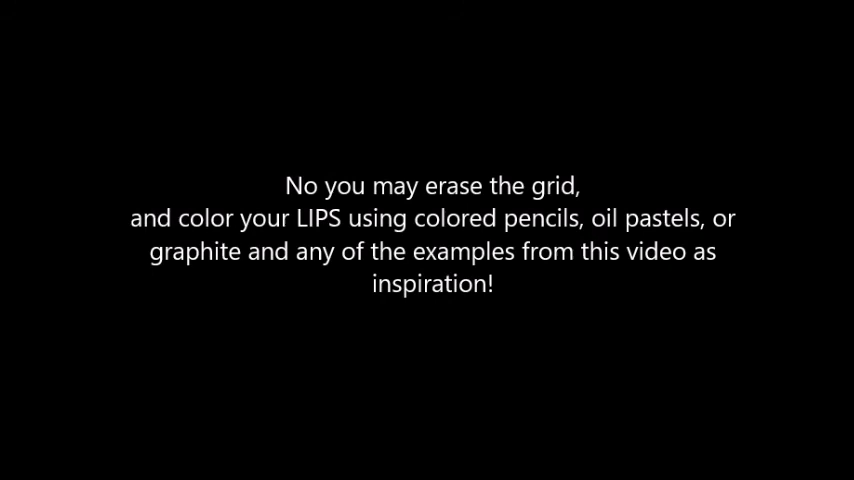 No you may erase the grid,
and color your LIPS using colored pencils, oil pastels, or
graphite and any of the examples from this video as
inspiration!